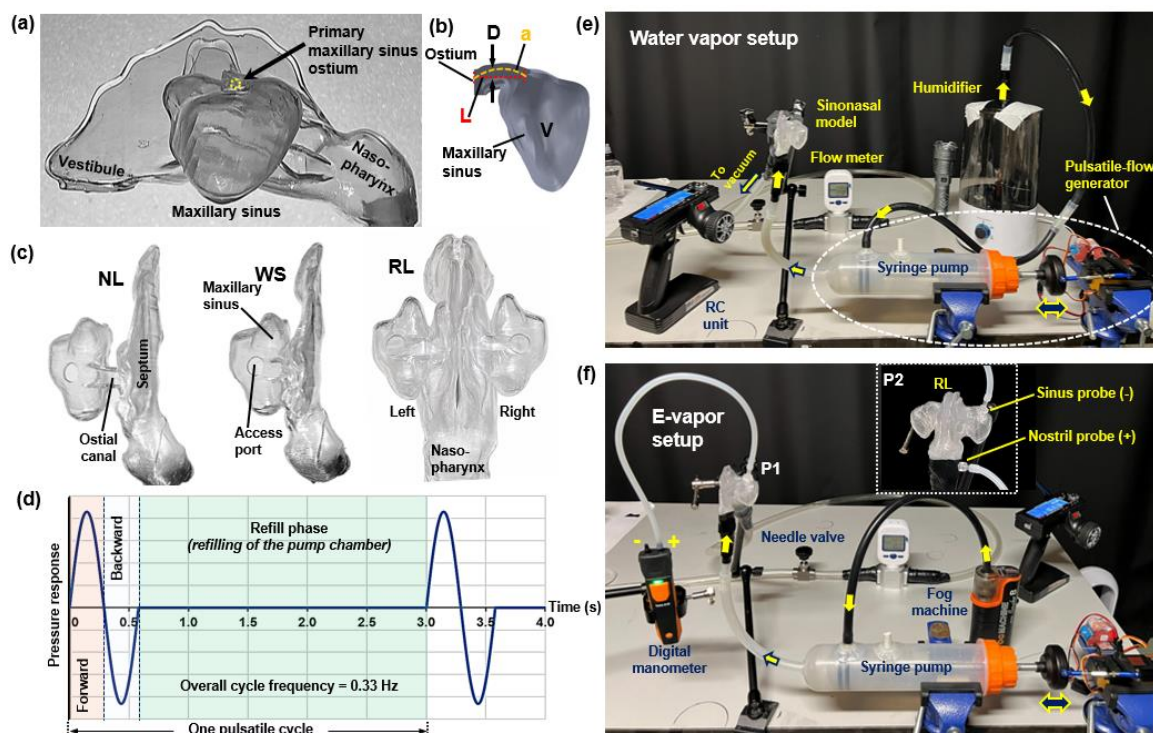 (a)
Primary
maxillary sinus
ostium
Vestibule
Naso-
pharynx
Maxillary sinus
(b)
D
a
Ostium
L
V
Maxillary
sinus
(c)
NL
WS
RL
Maxillary
sinus
Septum
Ostial
canal
Access
port
Left
Right
Naso-
pharynx
(d)
Pressure response
Forward
Backward
Refill phase
(refilling of the pump chamber)
Time (s)
0 0.5 1.0 1.5 2.0 2.5 3.0 3.5 4.0
Overall cycle frequency = 0.33 Hz
One pulsatile cycle
(e)
Water vapor setup
Humidifier
Sinonasal
model
Flow meter
To
vacuum
Pulsatile-flow
generator
Syringe pump
RC
unit
(f)
E-vapor
setup
P2
RL
Sinus probe (-)
Nostril probe (+)
P1
- +
Needle valve
Fog
machine
Digital
manometer
Syringe pump